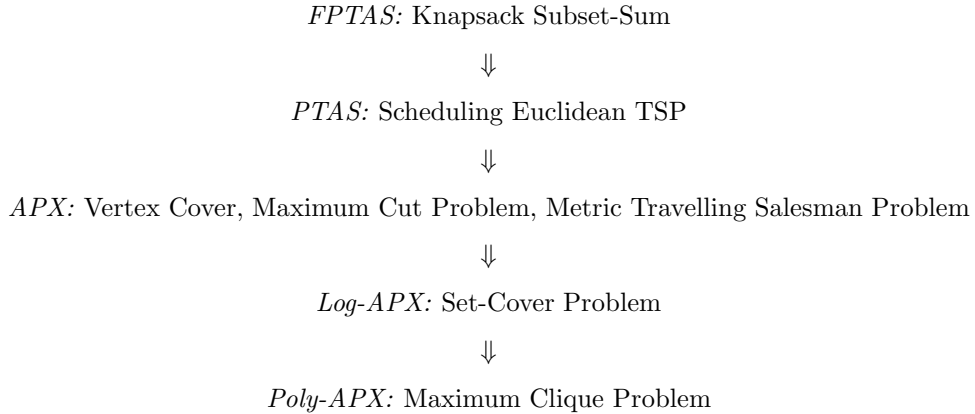 FPTAS: Knapsack Subset-Sum
⇓
PTAS: Scheduling Euclidean TSP
⇓
APX: Vertex Cover, Maximum Cut Problem, Metric Travelling Salesman Problem
⇓
Log-APX: Set-Cover Problem
⇓
Poly-APX: Maximum Clique Problem